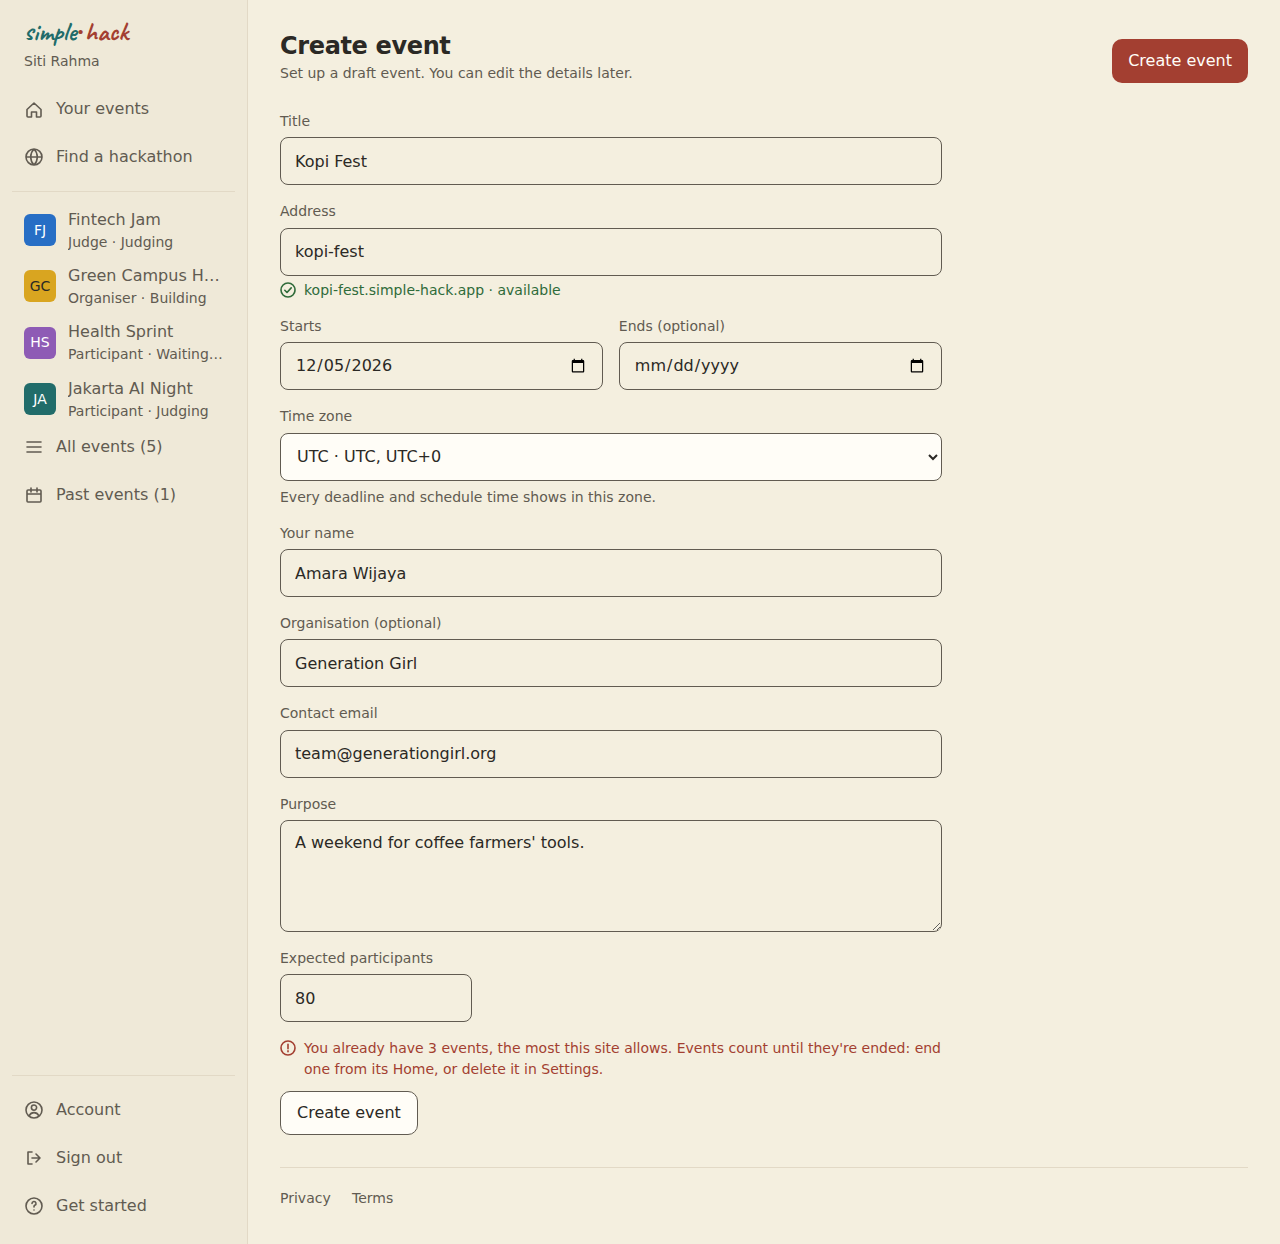 simple·hack
Siti Rahma
Your events
Find a hackathon
FJ
Fintech Jam
Judge · Judging
GC
Green Campus H…
Organiser · Building
HS
Health Sprint
Participant · Waiting…
JA
Jakarta AI Night
Participant · Judging
All events (5)
Past events (1)
Account
Sign out
Get started
Create event
Set up a draft event. You can edit the details later.
Create event
Title
Kopi Fest
Address
kopi-fest
kopi-fest.simple-hack.app · available
Starts
Ends (optional)
12/05/2026
mm/dd/yyyy
Time zone
UTC · UTC, UTC+0
Every deadline and schedule time shows in this zone.
Your name
Amara Wijaya
Organisation (optional)
Generation Girl
Contact email
team@generationgirl.org
Purpose
A weekend for coffee farmers' tools.
Expected participants
80
You already have 3 events, the most this site allows. Events count until they're ended: end
one from its Home, or delete it in Settings.
Create event
Privacy
Terms